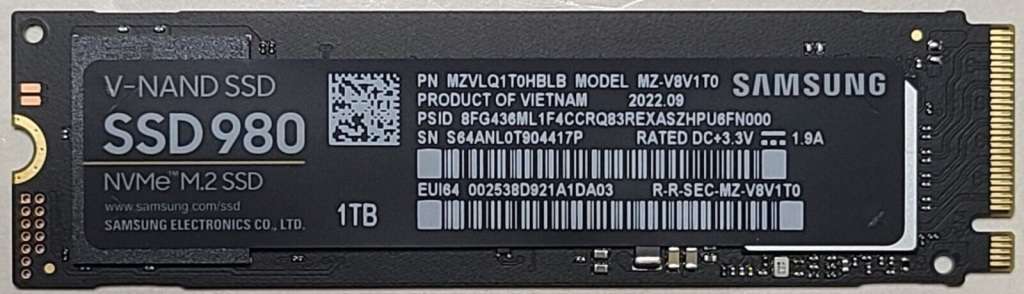 V-NAND SSD
SSD 980
NVMe™ M.2 SSD
www.samsung.com/ssd
SAMSUNG ELECTRONICS CO., LTD.
1TB
PN MZVLQ1T0HBLB MODEL MZ-V8V1T0
PRODUCT OF VIETNAM 2022.09
PSID 8FG436ML1F4CCRQ83REXASZHPU6FN000
SN S64ANL0T904417P RATED DC+3.3V ⎓ 1.9A
EUI64 002538D921A1DA03 R-R-SEC-MZ-V8V1T0
SAMSUNG